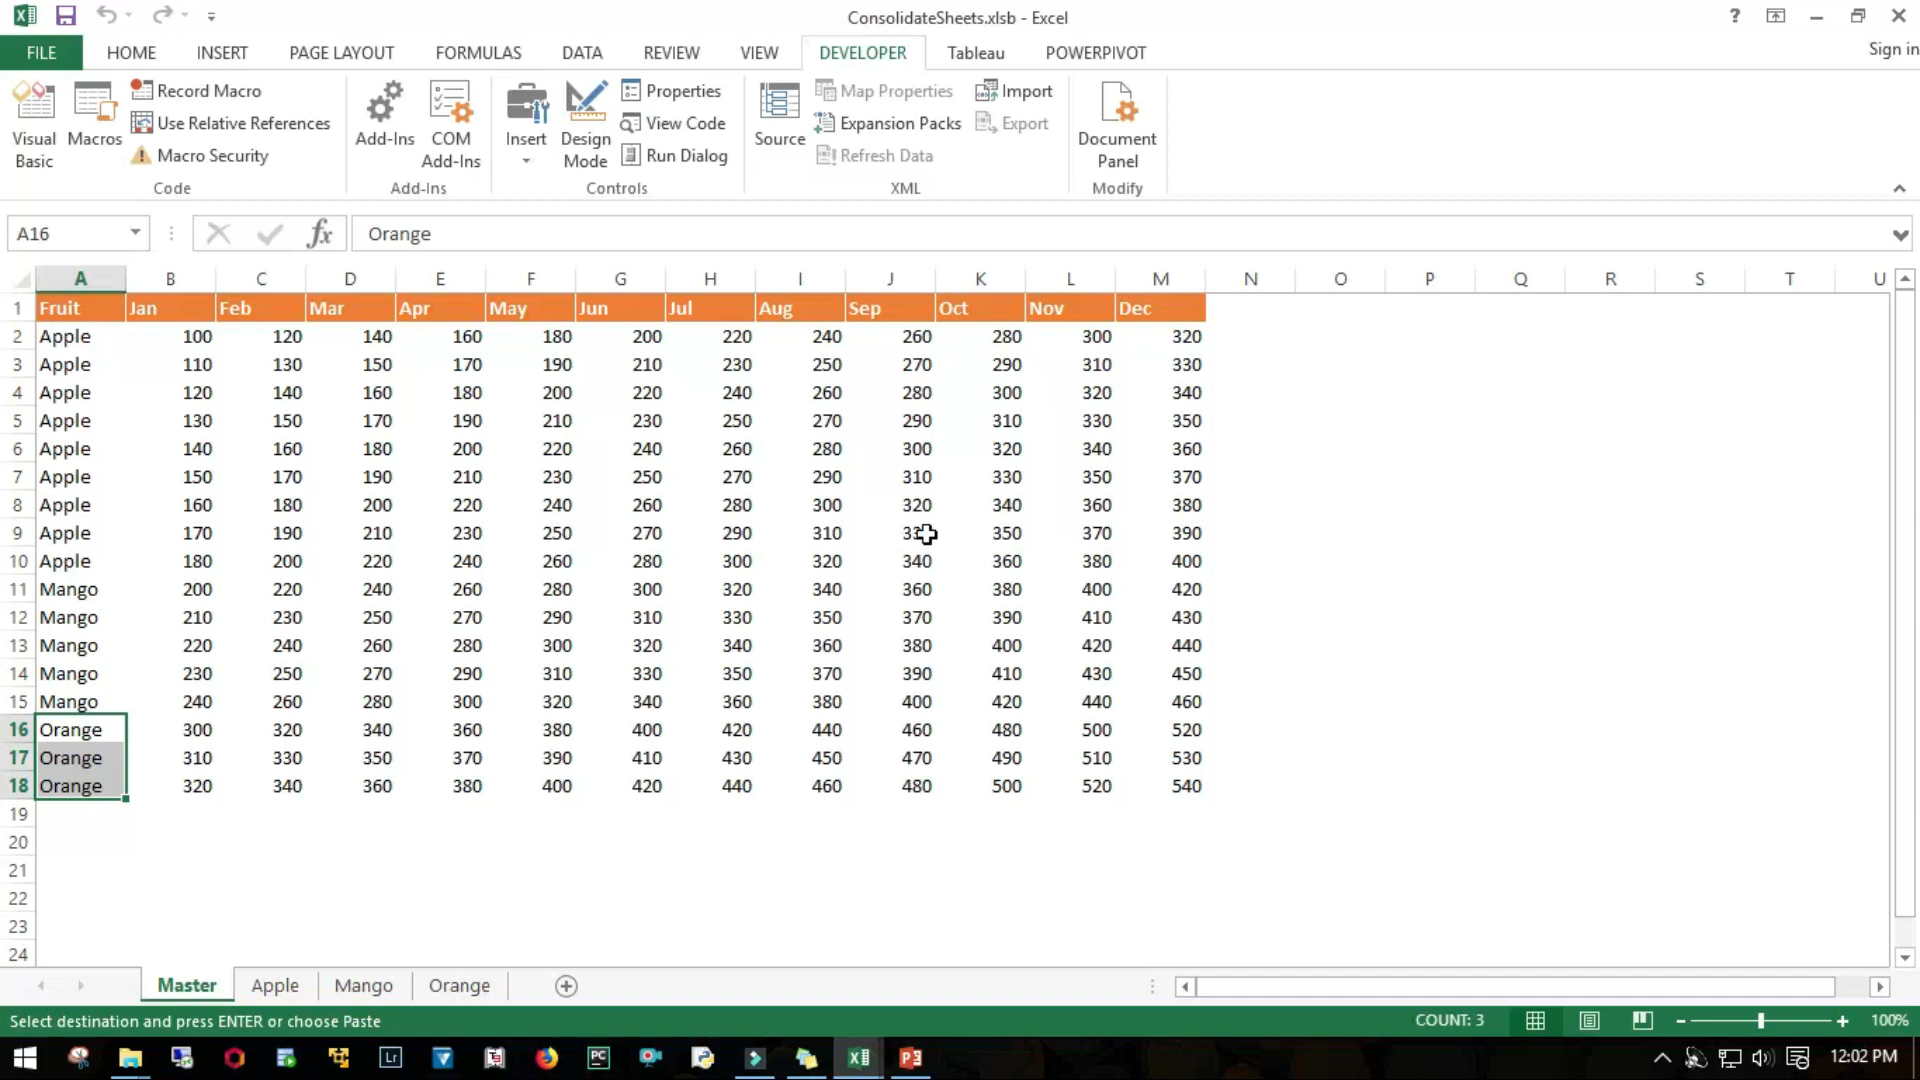 ConsolidateSheets.xlsb - Excel
?
FILE HOME INSERT PAGE LAYOUT FORMULAS DATA REVIEW VIEW DEVELOPER Tableau POWERPIVOT Sign in
Visual Basic
Macros
Record Macro
Use Relative References
Macro Security
Code
Add-Ins
COM Add-Ins
Add-Ins
Insert
Design Mode
Properties
View Code
Run Dialog
Controls
Source
Map Properties
Expansion Packs
Refresh Data
Import
Export
XML
Document Panel
Modify
A16 fx Orange
A B C D E F G H I J K L M N O P Q R S T U
1 Fruit Jan Feb Mar Apr May Jun Jul Aug Sep Oct Nov Dec
2 Apple 100 120 140 160 180 200 220 240 260 280 300 320
3 Apple 110 130 150 170 190 210 230 250 270 290 310 330
4 Apple 120 140 160 180 200 220 240 260 280 300 320 340
5 Apple 130 150 170 190 210 230 250 270 290 310 330 350
6 Apple 140 160 180 200 220 240 260 280 300 320 340 360
7 Apple 150 170 190 210 230 250 270 290 310 330 350 370
8 Apple 160 180 200 220 240 260 280 300 320 340 360 380
9 Apple 170 190 210 230 250 270 290 310 350 370 390
10 Apple 180 200 220 240 260 280 300 320 340 360 380 400
11 Mango 200 220 240 260 280 300 320 340 360 380 400 420
12 Mango 210 230 250 270 290 310 330 350 370 390 410 430
13 Mango 220 240 260 280 300 320 340 360 380 400 420 440
14 Mango 230 250 270 290 310 330 350 370 390 410 430 450
15 Mango 240 260 280 300 320 340 360 380 400 420 440 460
16 Orange 300 320 340 360 380 400 420 440 460 480 500 520
17 Orange 310 330 350 370 390 410 430 450 470 490 510 530
18 Orange 320 340 360 380 400 420 440 460 480 500 520 540
19
20
21
22
23
24
Master Apple Mango Orange
Select destination and press ENTER or choose Paste COUNT: 3 100%
Lr PC 12:02 PM